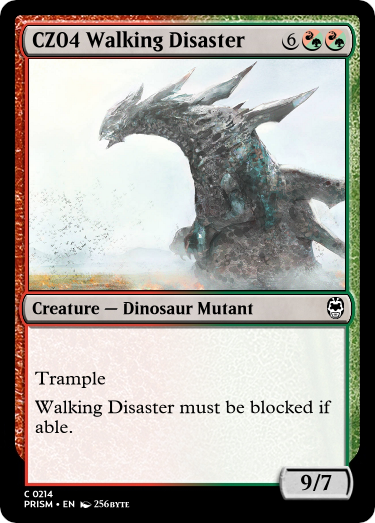 CZ04 Walking Disaster 6
Creature — Dinosaur Mutant
Trample
Walking Disaster must be blocked if
able.
9/7
C 0214
PRISM • EN 256BYTE